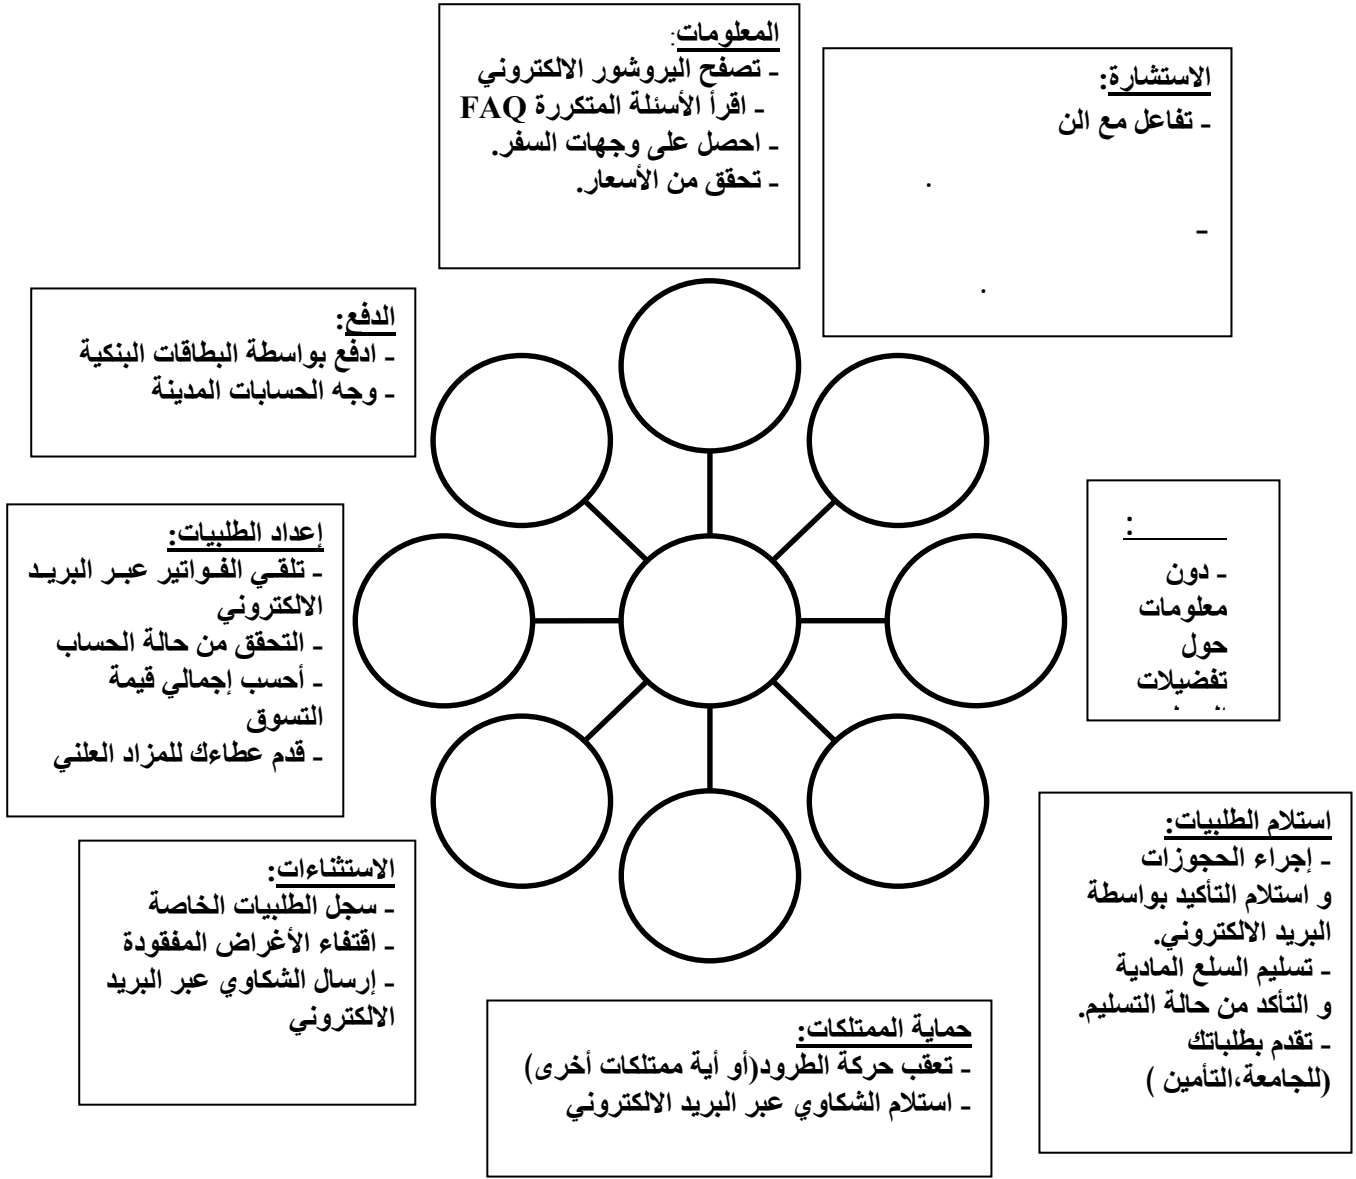 المعلومات:
- تصفح اليروشور الالكتروني
- اقرأ الأسئلة المتكررة FAQ
- احصل على وجهات السفر.
- تحقق من الأسعار.
الاستشارة:
- تفاعل مع الن
.
-
.
الدفع:
- ادفع بواسطة البطاقات البنكية
- وجه الحسابات المدينة
:
- دون
معلومات
حول
تفضيلات
إعداد الطلبيات:
- تلقي الفواتير عبر البريد
الالكتروني
- التحقق من حالة الحساب
- أحسب إجمالي قيمة
التسوق
- قدم عطاءك للمزاد العلني
استلام الطلبيات:
- إجراء الحجوزات
و استلام التأكيد بواسطة
البريد الالكتروني.
- تسليم السلع المادية
و التأكد من حالة التسليم.
- تقدم بطلباتك
(للجامعة،التأمين )
الاستثناءات:
- سجل الطلبيات الخاصة
- اقتفاء الأغراض المفقودة
- إرسال الشكاوي عبر البريد
الالكتروني
حماية الممتلكات:
- تعقب حركة الطرود(أو أية ممتلكات أخرى)
- استلام الشكاوي عبر البريد الالكتروني